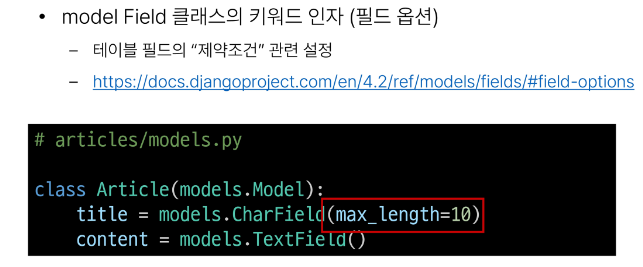 • model Field 클래스의 키워드 인자 (필드 옵션)
– 테이블 필드의 “제약조건” 관련 설정
– https://docs.djangoproject.com/en/4.2/ref/models/fields/#field-options
# articles/models.py
class Article(models.Model):
    title = models.CharField(max_length=10)
    content = models.TextField()